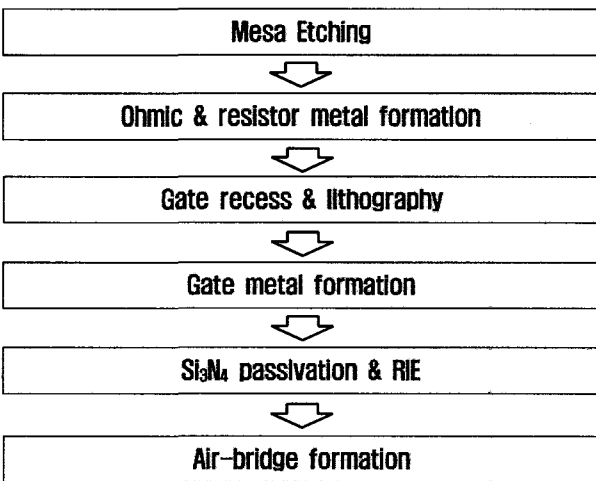 Mesa Etching
Ohmic & resistor metal formation
Gate recess & lithography
Gate metal formation
Si₃N₄ passivation & RIE
Air-bridge formation